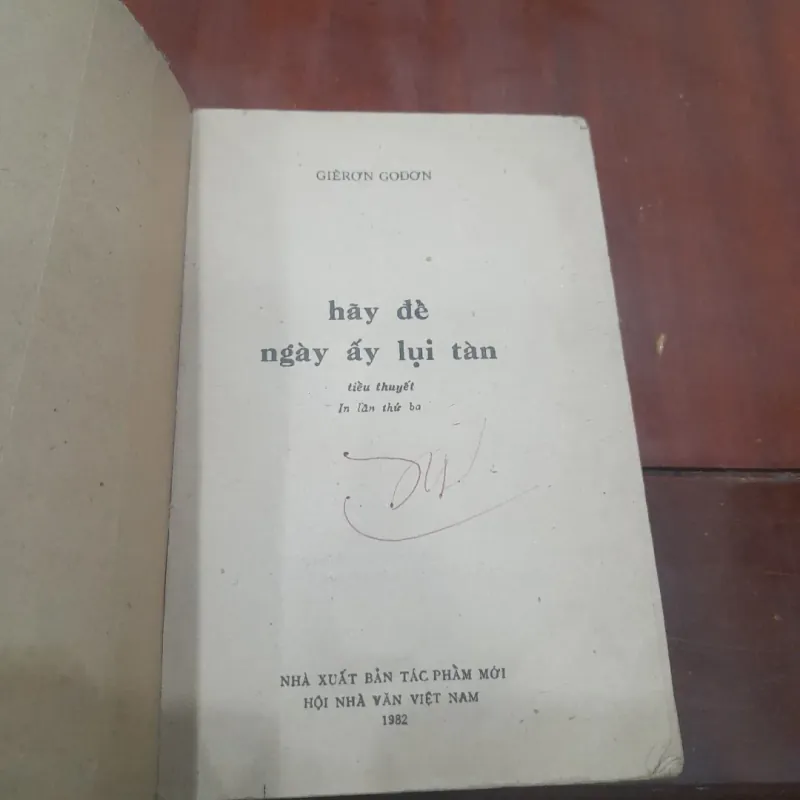 GIÊRƠN GOĐƠN
hãy để
ngày ấy lụi tàn
tiểu thuyết
In lần thứ ba
NHÀ XUẤT BẢN TÁC PHẨM MỚI
HỘI NHÀ VĂN VIỆT NAM
1982